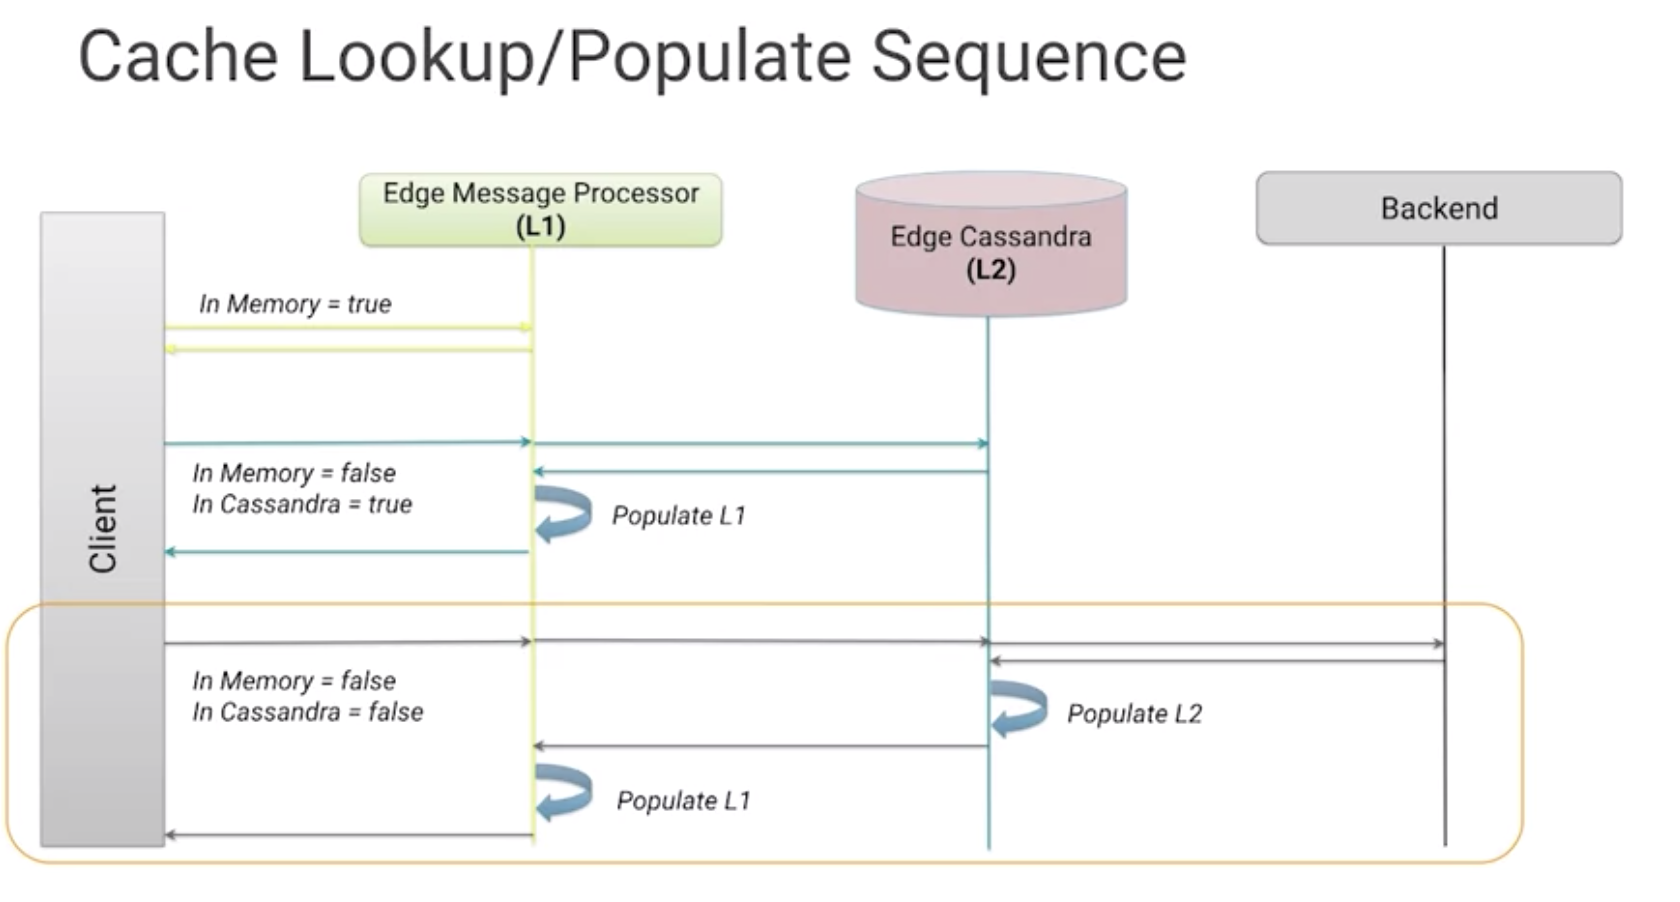 Cache Lookup/Populate Sequence
Edge Message Processor
(L1)
Edge Cassandra
(L2)
Backend
In Memory = true
In Memory = false
In Cassandra = true
Populate L1
Client
In Memory = false
In Cassandra = false
Populate L2
Populate L1